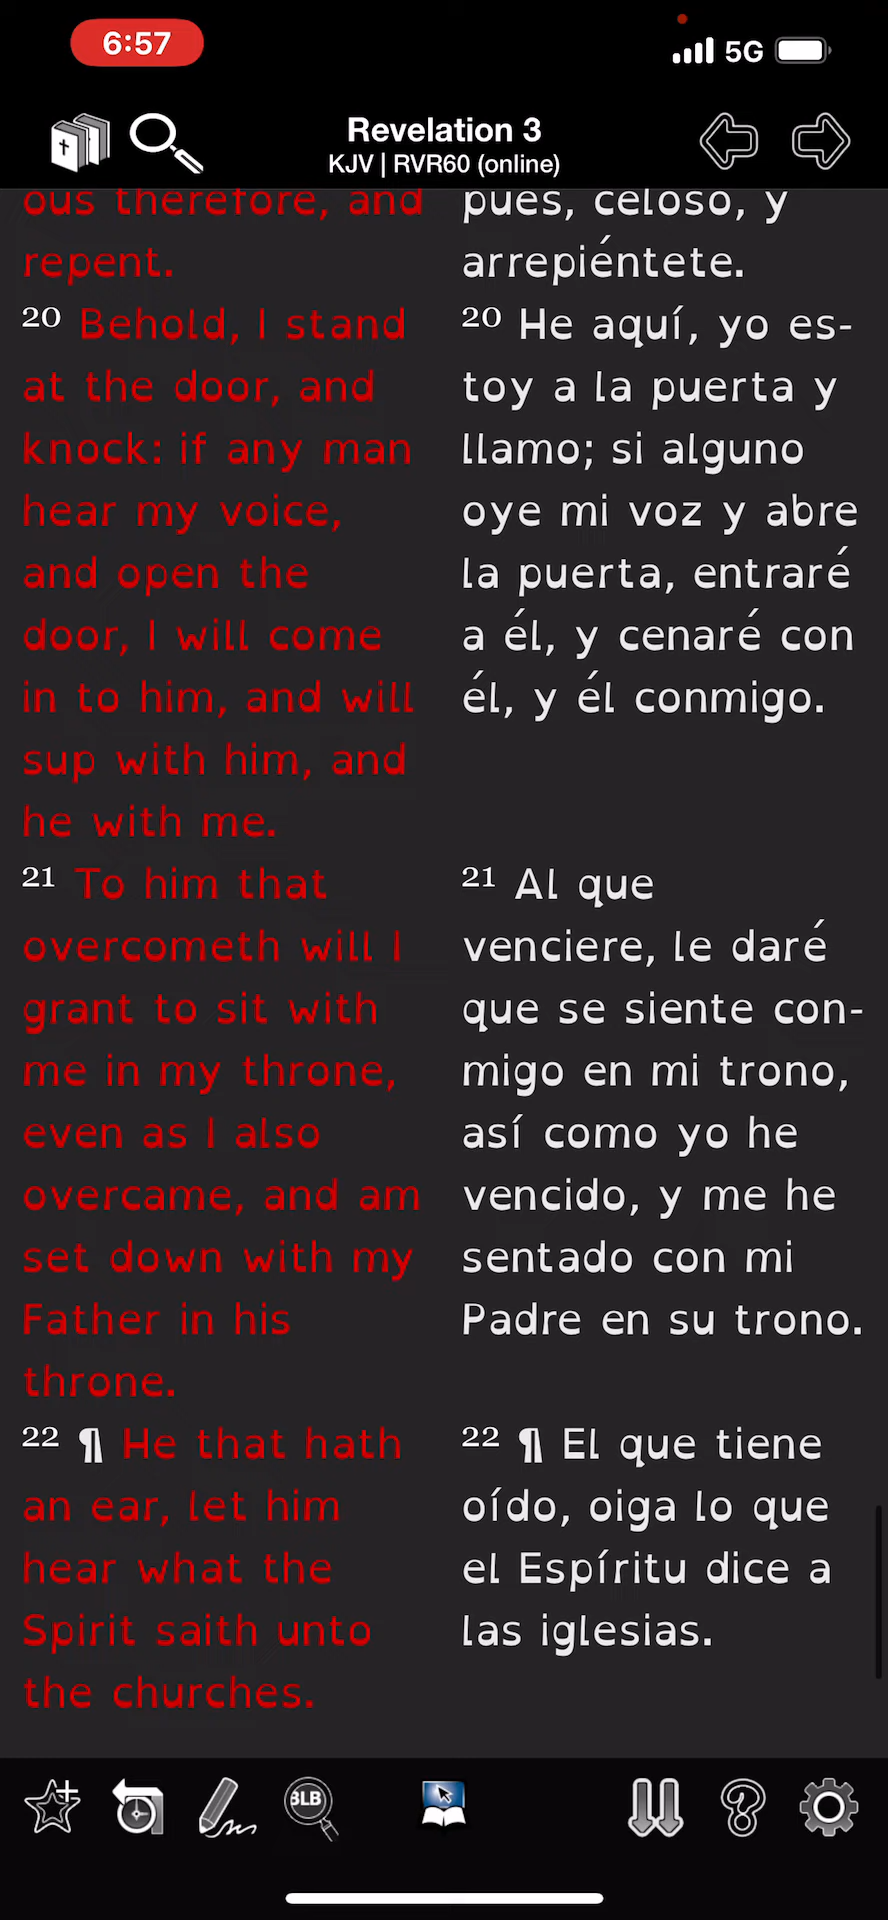 6:57
5G
Revelation 3
KJV | RVR60 (online)
ous therefore, and
repent.
20 Behold, I stand
at the door, and
knock: if any man
hear my voice,
and open the
door, I will come
in to him, and will
sup with him, and
he with me.
21 To him that
overcometh will I
grant to sit with
me in my throne,
even as I also
overcame, and am
set down with my
Father in his
throne.
22 ¶ He that hath
an ear, let him
hear what the
Spirit saith unto
the churches.
pues, celoso, y
arrepiéntete.
20 He aquí, yo es-
toy a la puerta y
llamo; si alguno
oye mi voz y abre
la puerta, entraré
a él, y cenaré con
él, y él conmigo.
21 Al que
venciere, le daré
que se siente con-
migo en mi trono,
así como yo he
vencido, y me he
sentado con mi
Padre en su trono.
22 ¶ El que tiene
oído, oiga lo que
el Espíritu dice a
las iglesias.
BLB